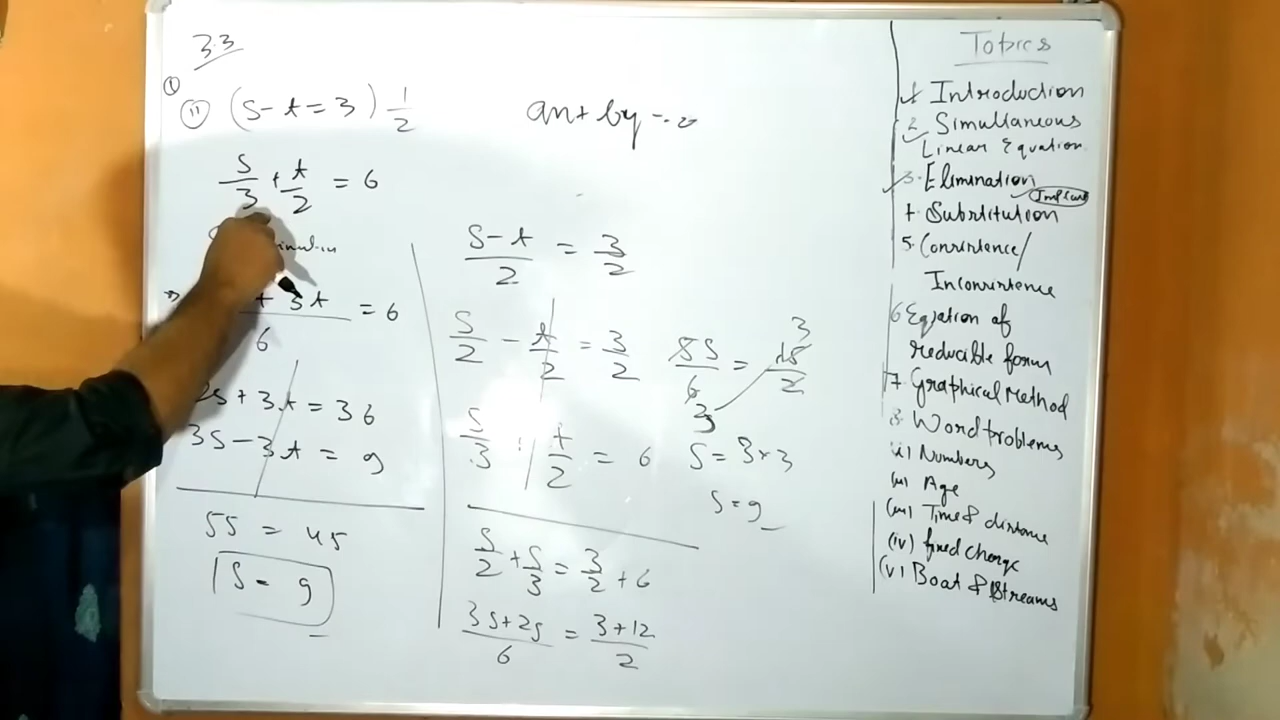 3.3
(i)
(ii) (S - t = 3) 1/2
S/3 + t/2 = 6
+ 3t / 6 = 6
2S + 3t = 36
3S - 3t = 9
5S = 45
S = 9
an + by -
S - t / 2 = 3/2
S/2 - t/2 = 3/2
S/3 + t/2 = 6
S/2 + S/3 = 3/2 + 6
3S + 2S / 6 = 3 + 12 / 2
5S/6 = 15/2
3
3
S = 3 × 3
S = 9
Topics
1. Introduction
2. Simultaneous
Linear Equation
3. Elimination
4. Substitution
5. Consistence/
Inconsistence
6 Equation of
reducible form
7. Graphical Method
8. Word problems
(i) Numbers
(ii) Age
(iii) Time & distance
(iv) fixed charge
(v) Boat & Streams